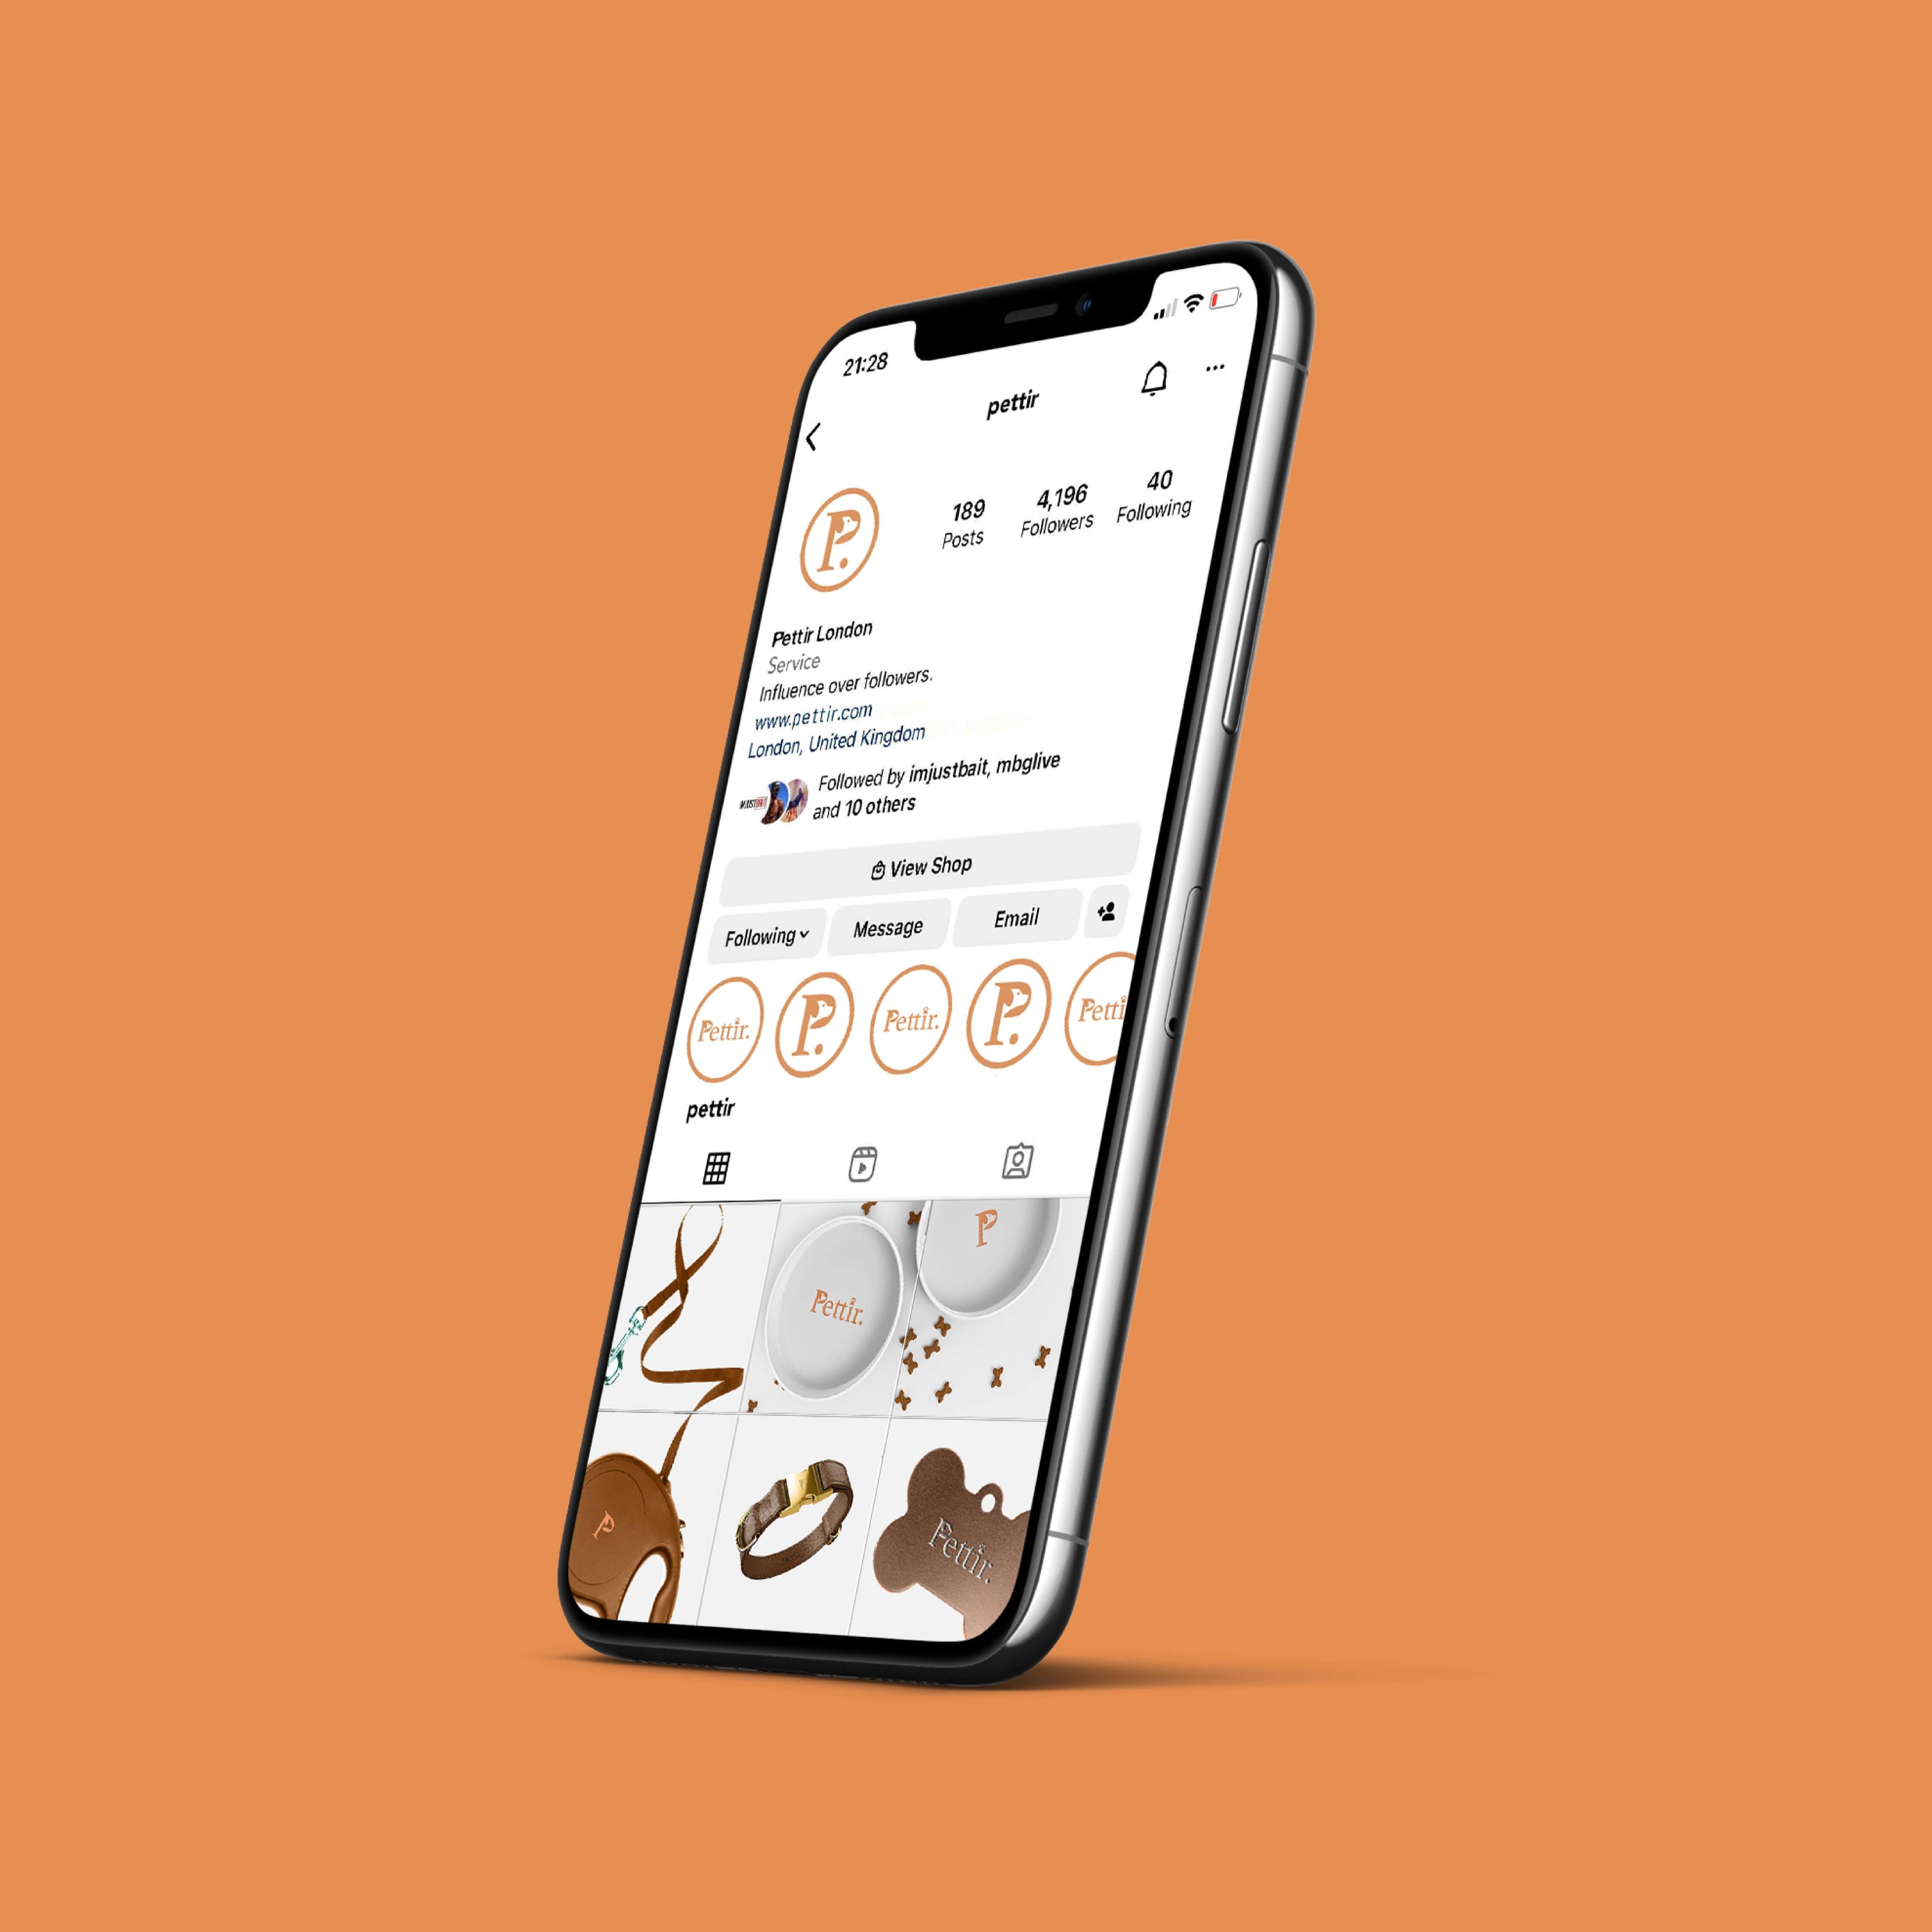 21:28
pettir
189
Posts
4,196
Followers
40
Following
P.
Pettir London
Service
Influence over followers.
www.pettir.com
London, United Kingdom
Followed by imjustbait, mbglive
and 10 others
View Shop
Following
Message
Email
Pettir.
P.
Pettir.
P.
Petti
pettir
Pettir.
P
P
Pettir.